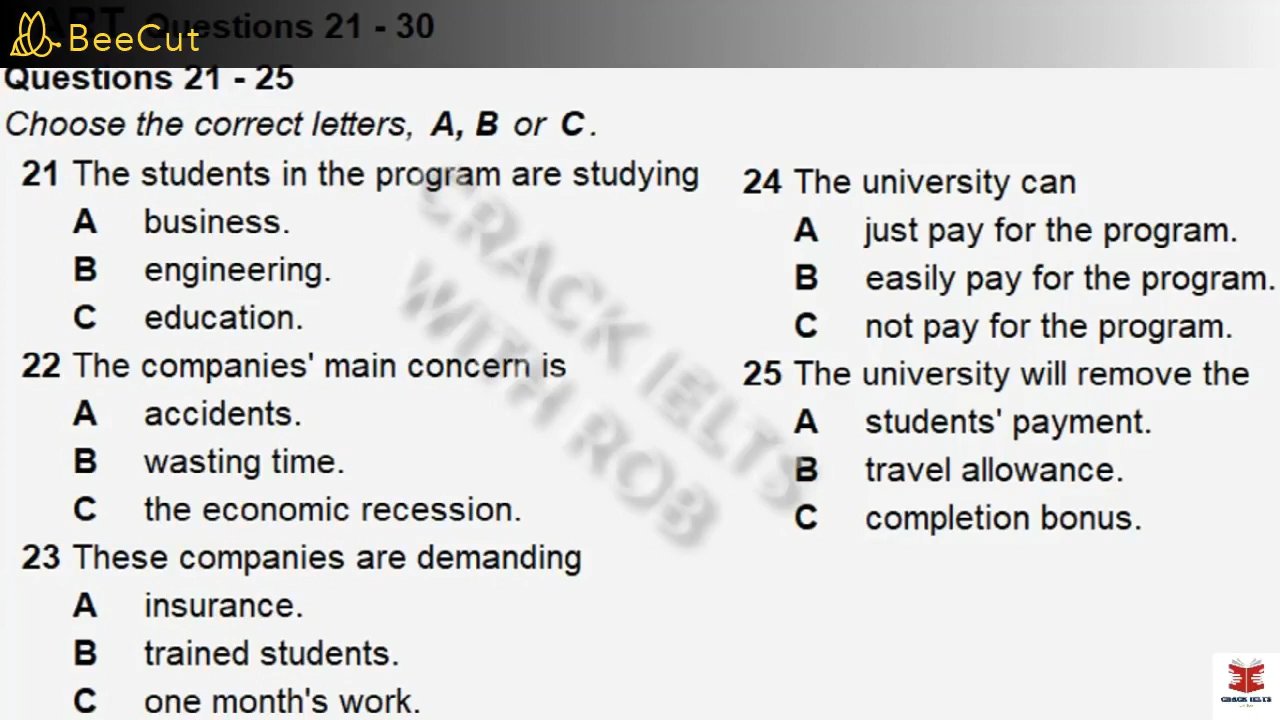 BeeCut
PART Questions 21 - 30
Questions 21 - 25
Choose the correct letters, A, B or C.
21 The students in the program are studying
A business.
B engineering.
C education.
22 The companies' main concern is
A accidents.
B wasting time.
C the economic recession.
23 These companies are demanding
A insurance.
B trained students.
C one month's work.
24 The university can
A just pay for the program.
B easily pay for the program.
C not pay for the program.
25 The university will remove the
A students' payment.
B travel allowance.
C completion bonus.
CRACK IELTS
WITH ROB
CRACK IELTS